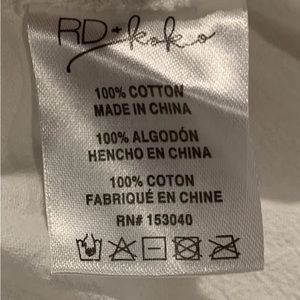 RD + koko
100% COTTON
MADE IN CHINA
100% ALGODÓN
HENCHO EN CHINA
100% COTON
FABRIQUÉ EN CHINE
RN# 153040